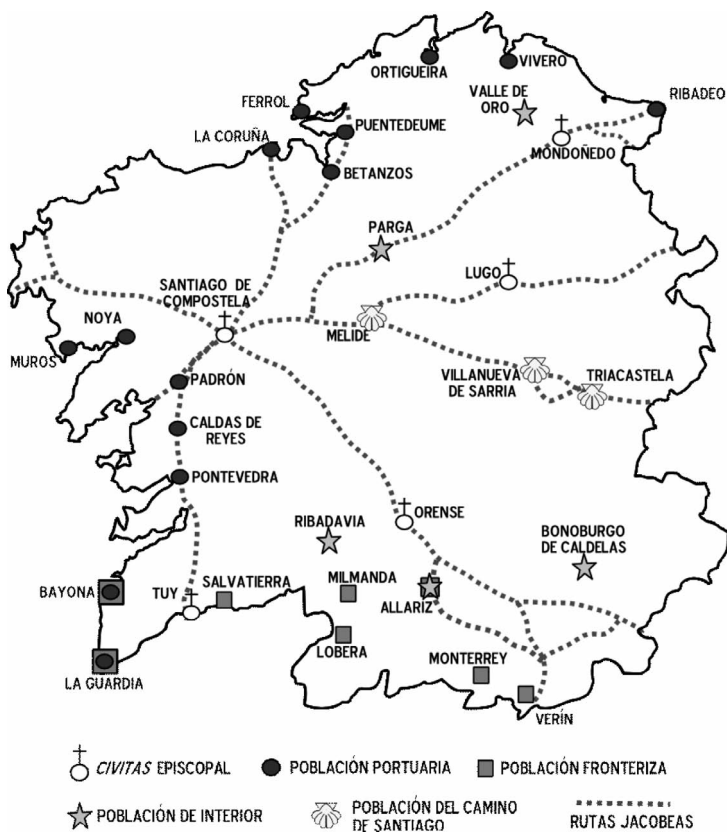 ORTIGUEIRA
VIVERO
VALLE DE
ORO
RIBADEO
FERROL
PUENTEDEUME
LA CORUÑA
MONDOÑEDO
BETANZOS
PARGA
LUGO
SANTIAGO DE
COMPOSTELA
NOYA
MUROS
MELIDE
VILLANUEVA
DE SARRIA
TRIACASTELA
PADRÓN
CALDAS DE
REYES
PONTEVEDRA
ORENSE
RIBADAVIA
BONOBURGO
DE CALDELAS
BAYONA
TUY
SALVATIERRA
MILMANDA
ALLARIZ
LOBERA
MONTERREY
LA GUARDIA
VERÍN
CIVITAS EPISCOPAL
POBLACIÓN PORTUARIA
POBLACIÓN FRONTERIZA
POBLACIÓN DE INTERIOR
POBLACIÓN DEL CAMINO
DE SANTIAGO
RUTAS JACOBEAS